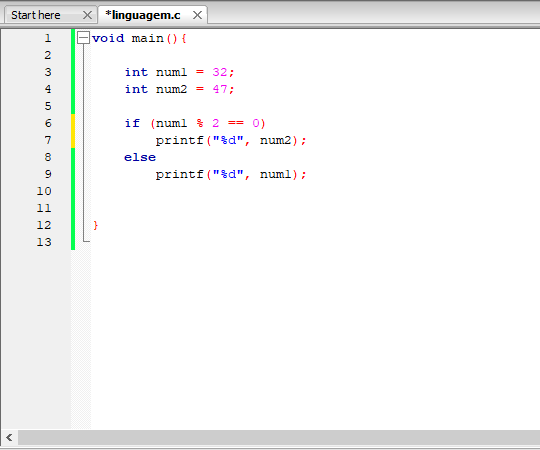 Start here
*linguagem.c
1 void main(){
2
3 int num1 = 32;
4 int num2 = 47;
5
6 if (num1 % 2 == 0)
7 printf("%d", num2);
8 else
9 printf("%d", num1);
10
11
12 }
13